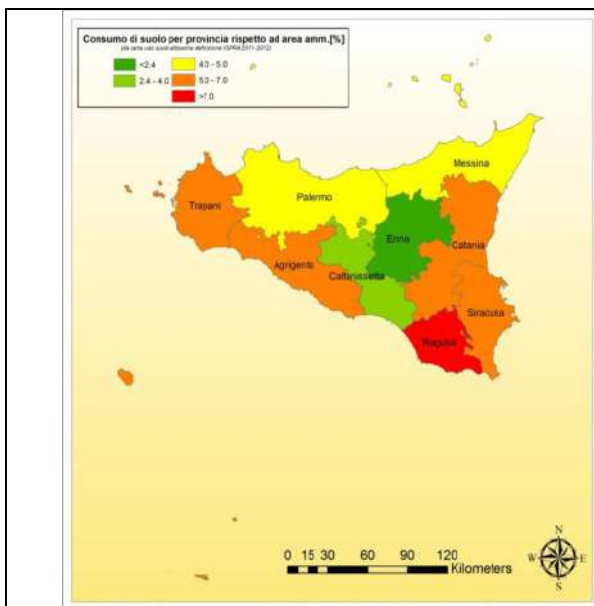 Consumo di suolo per provincia rispetto ad area amm.[%]
<2.4
4.0 - 5.0
2.4 - 4.0
5.0 - 7.0
>7.0
Messina
Palermo
Trapani
Enna
Catania
Agrigento
Caltanissetta
Siracusa
Ragusa
N
W E
S
0 15 30 60 90 120
Kilometers